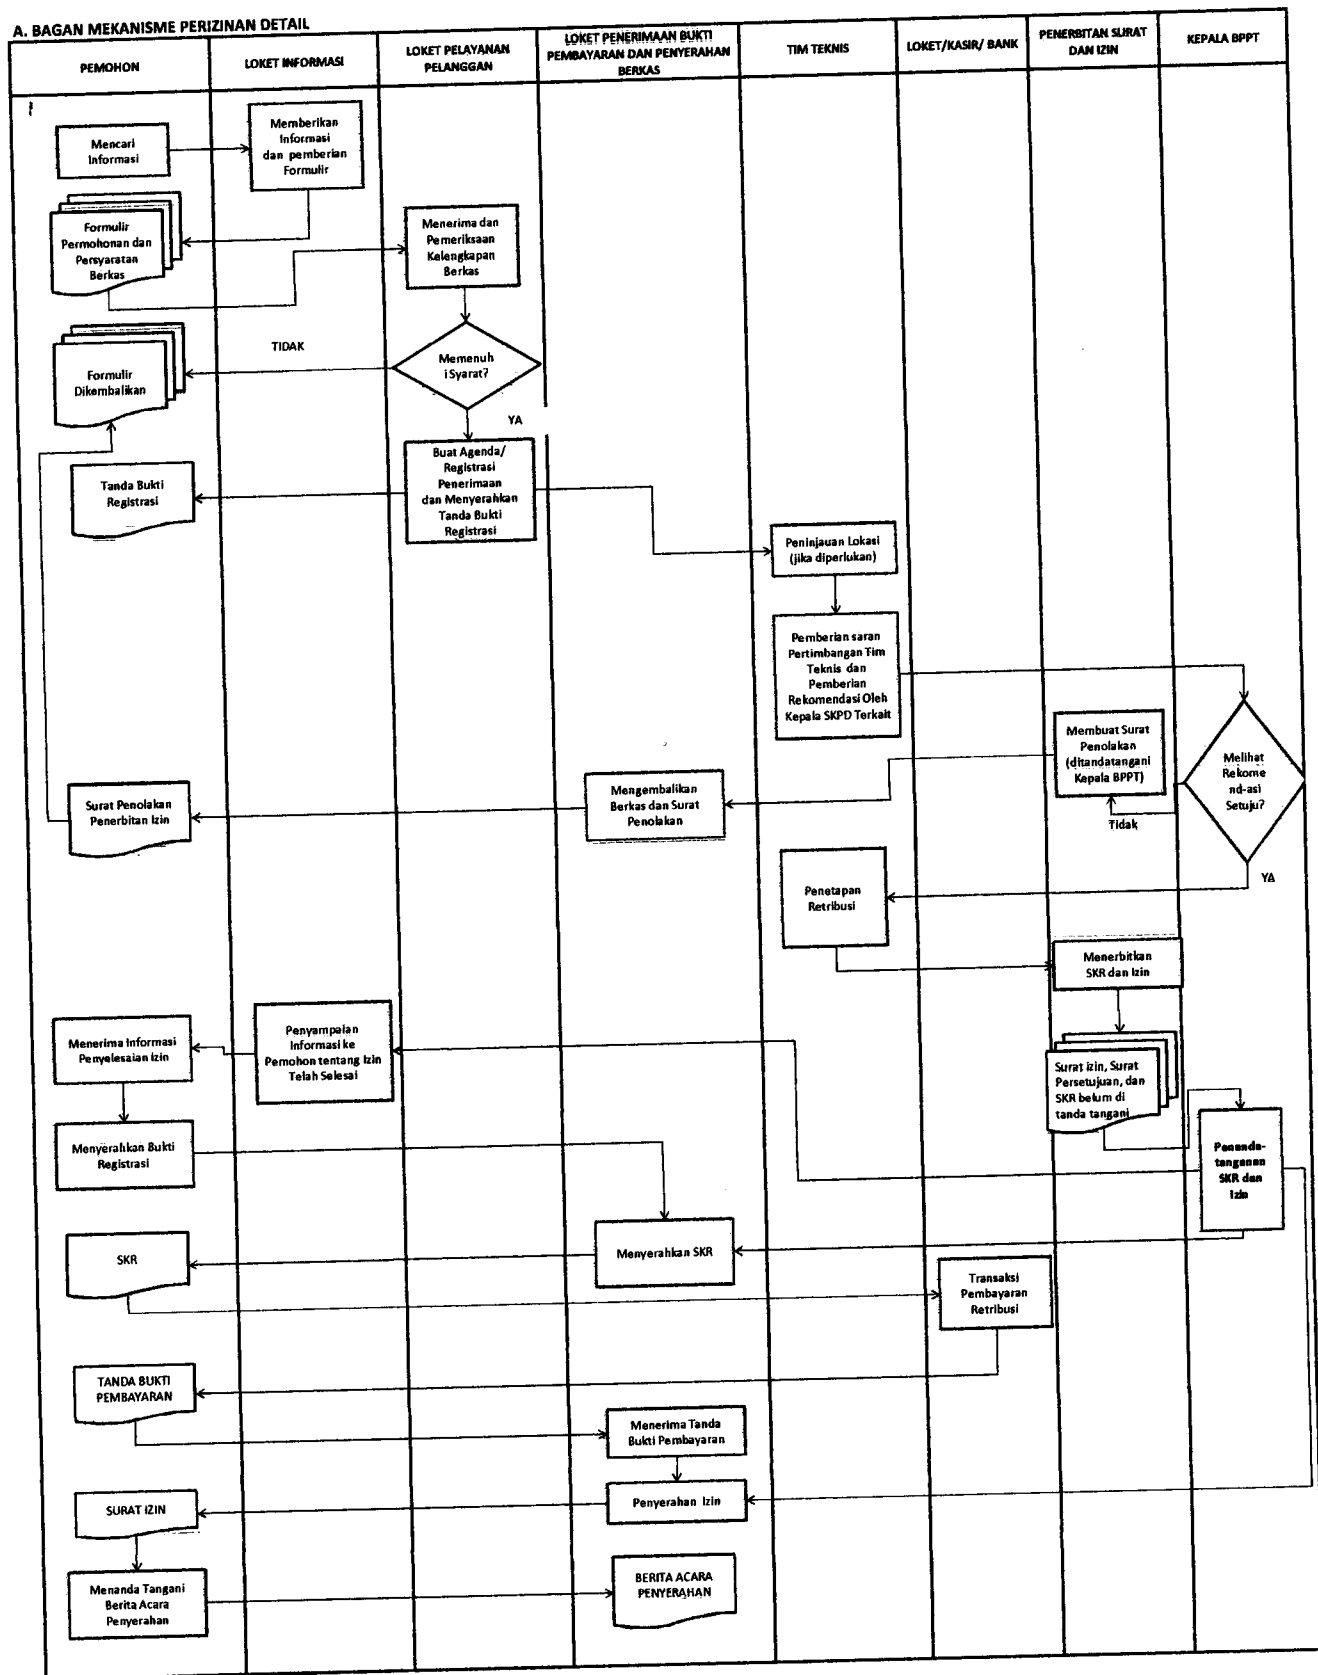 A. BAGAN MEKANISME PERIZINAN DETAIL
PEMOHON
LOKET INFORMASI
LOKET PELAYANAN
PELANGGAN
LOKET PENERIMAAN BUKTI
PEMBAYARAN DAN PENYERAHAN
BERKAS
TIM TEKNIS
LOKET/KASIR/ BANK
PENERBITAN SURAT
DAN IZIN
KEPALA BPPT
Mencari
Informasi
Memberikan
Informasi
dan pemberian
Formulir
Formulir
Permohonan dan
Persyaratan
Berkas
Menerima dan
Pemeriksaan
Kelengkapan
Berkas
TIDAK
Memenuh
i Syarat?
Formulir
Dikembalikan
YA
Buat Agenda/
Registrasi
Penerimaan
dan Menyerahkan
Tanda Bukti
Registrasi
Tanda Bukti
Registrasi
Peninjauan Lokasi
(jika diperlukan)
Pemberian saran
Pertimbangan Tim
Teknis dan
Pemberian
Rekomendasi Oleh
Kepala SKPD Terkait
Membuat Surat
Penolakan
(ditandatangani
Kepala BPPT)
Melihat
Rekome
nd-asi
Setuju?
Tidak
YA
Surat Penolakan
Penerbitan Izin
Mengembalikan
Berkas dan Surat
Penolakan
Penetapan
Retribusi
Menerbitkan
SKR dan Izin
Menerima Informasi
Penyelesaian Izin
Penyampaian
Informasi ke
Pemohon tentang Izin
Telah Selesai
Surat izin, Surat
Persetujuan, dan
SKR belum di
tanda tangani
Menyerahkan Bukti
Registrasi
Penanda-
tanganan
SKR dan
Izin
SKR
Menyerahkan SKR
Transaksi
Pembayaran
Retribusi
TANDA BUKTI
PEMBAYARAN
Menerima Tanda
Bukti Pembayaran
SURAT IZIN
Penyerahan Izin
Menanda Tangani
Berita Acara
Penyerahan
BERITA ACARA
PENYERAHAN